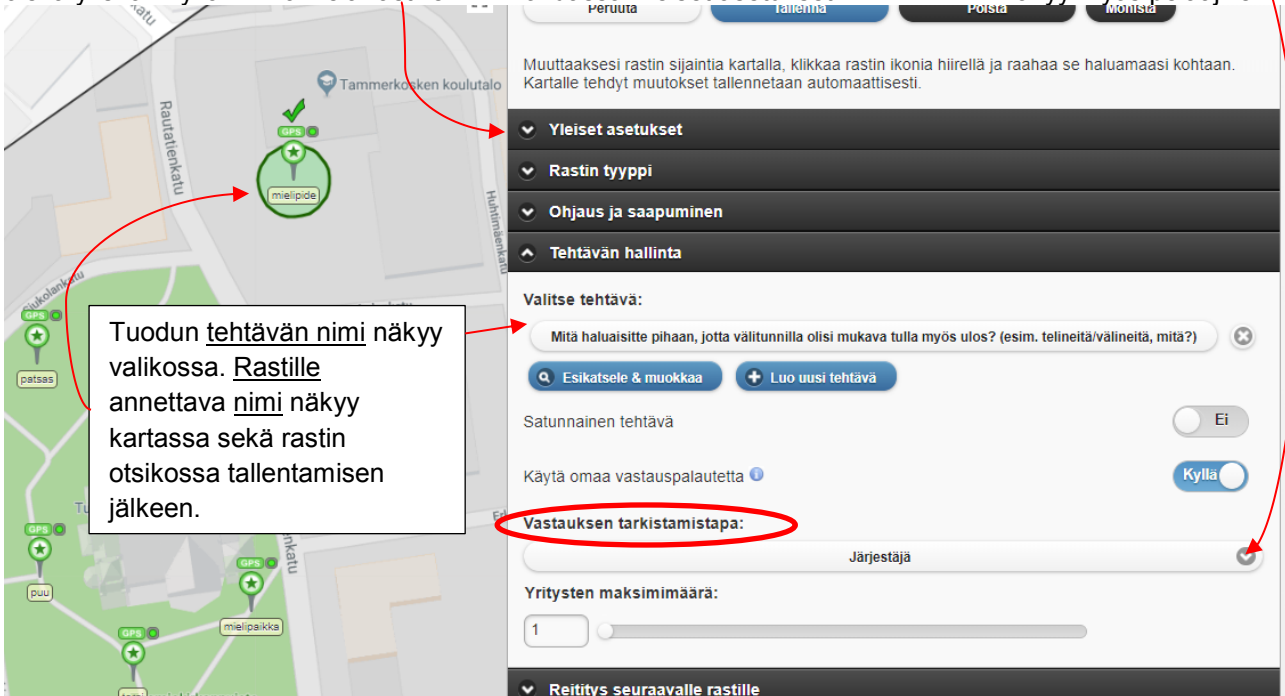 Peruuta
Tallenna
Poista
Monista
Muuttaaksesi rastin sijaintia kartalla, klikkaa rastin ikonia hiirellä ja raahaa se haluamaasi kohtaan.
Kartalle tehdyt muutokset tallennetaan automaattisesti.
Yleiset asetukset
Rastin tyyppi
Ohjaus ja saapuminen
Tehtävän hallinta
Valitse tehtävä:
Mitä haluaisitte pihaan, jotta välitunnilla olisi mukava tulla myös ulos? (esim. telineitä/välineitä, mitä?)
Esikatsele & muokkaa
Luo uusi tehtävä
Satunnainen tehtävä
Ei
Käytä omaa vastauspalautetta
Kyllä
Vastauksen tarkistamistapa:
Järjestäjä
Yritysten maksimimäärä:
1
Reititys seuraavalle rastille
Tammerkosken koulutalo
Rautatienkatu
Huhtimäenkatu
GPS
mielipide
Tuodun tehtävän nimi näkyy
valikossa. Rastille
annettava nimi näkyy
kartassa sekä rastin
otsikossa tallentamisen
jälkeen.
GPS
patsas
GPS
puu
GPS
mielipaikka
GPS